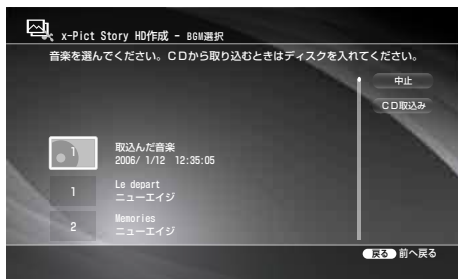 x-Pict Story HD作成 - BGM選択
音楽を選んでください。CDから取り込むときはディスクを入れてください。
中止
CD取込み
1
取込んだ音楽
2006/ 1/12 12:35:05
1
Le depart
ニューエイジ
2
Memories
ニューエイジ
戻る 前へ戻る